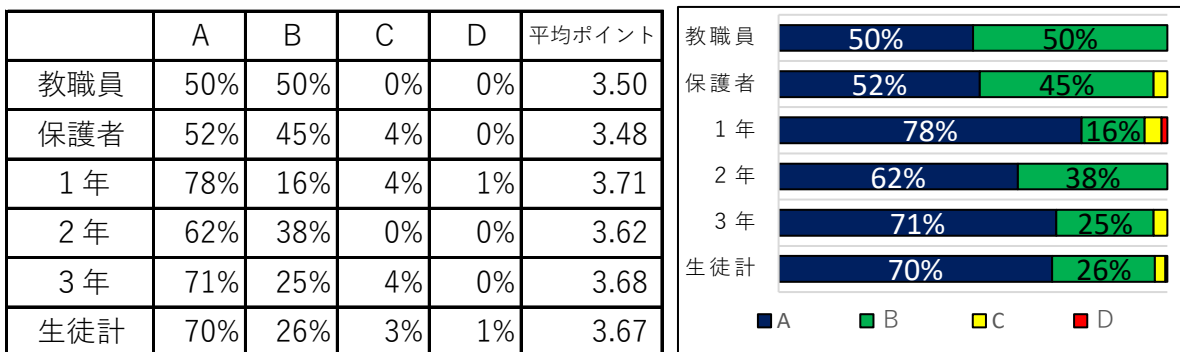 A B C D 平均ポイント
教職員 50% 50% 0% 0% 3.50
保護者 52% 45% 4% 0% 3.48
1年 78% 16% 4% 1% 3.71
2年 62% 38% 0% 0% 3.62
3年 71% 25% 4% 0% 3.68
生徒計 70% 26% 3% 1% 3.67
教職員 50% 50%
保護者 52% 45%
1年 78% 16%
2年 62% 38%
3年 71% 25%
生徒計 70% 26%
A B C D